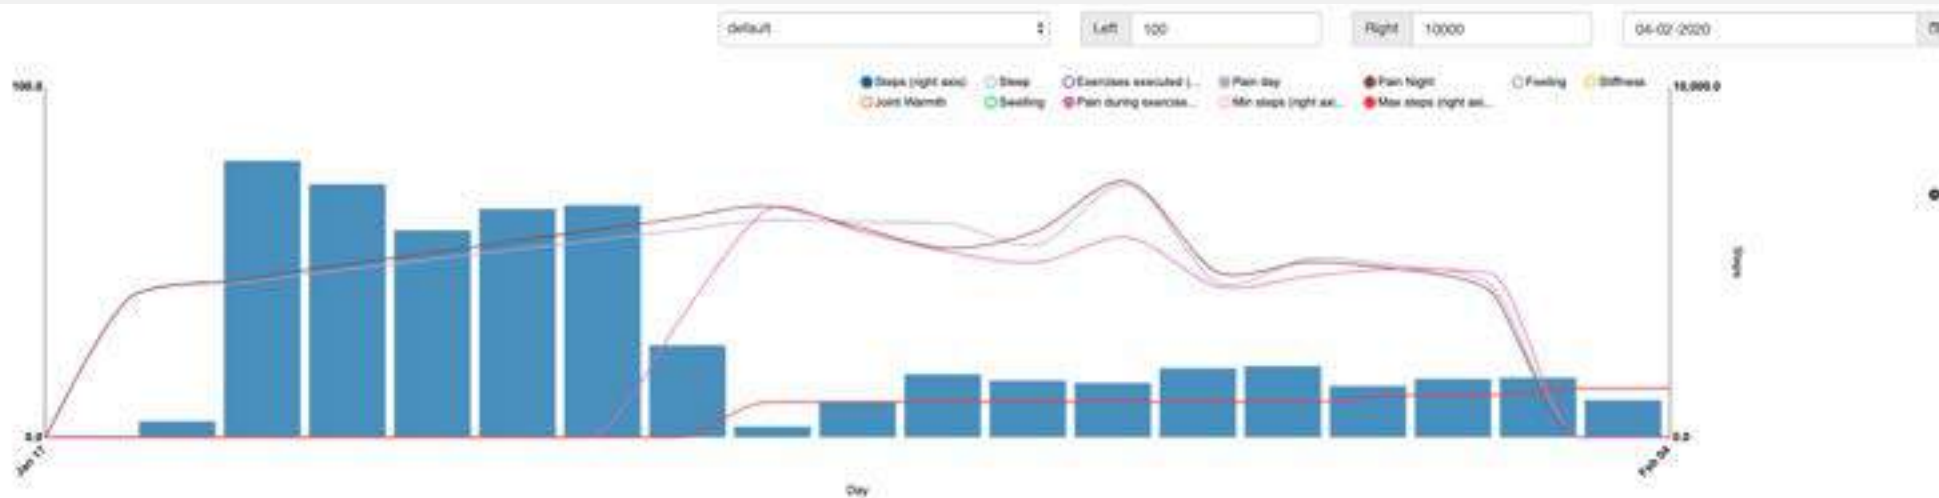 default
Left 100
Right 10000
04-02-2020
Steps (right axis) Sleep Exercises executed (... Pain day Pain Night Feeling Stiffness
Joint Warmth Swelling Pain during exercise... Min steps (right axi... Max steps (right axi...
100.0
10,000.0
Steps
0.0
0.0
Jan 17
Feb 04
Day